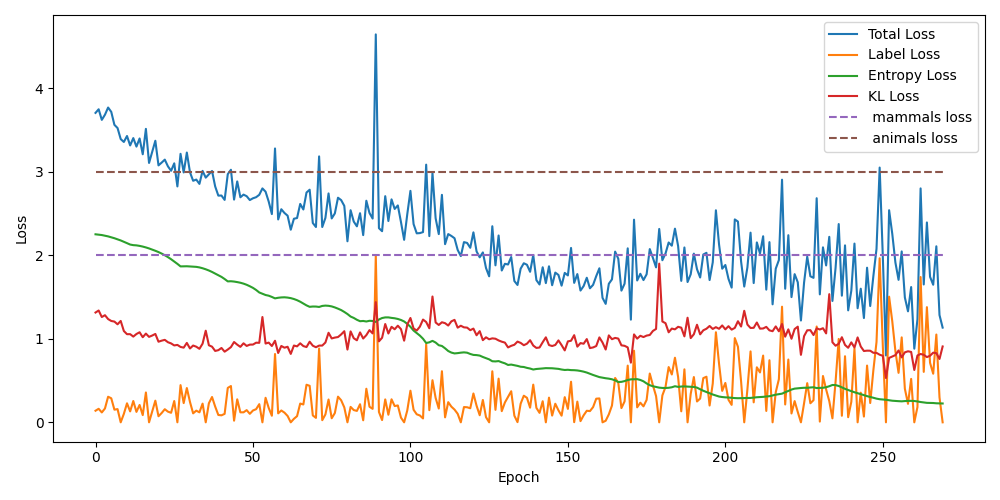 Total Loss
Label Loss
Entropy Loss
KL Loss
mammals loss
animals loss
Loss
4
3
2
1
0
0 50 100 150 200 250
Epoch